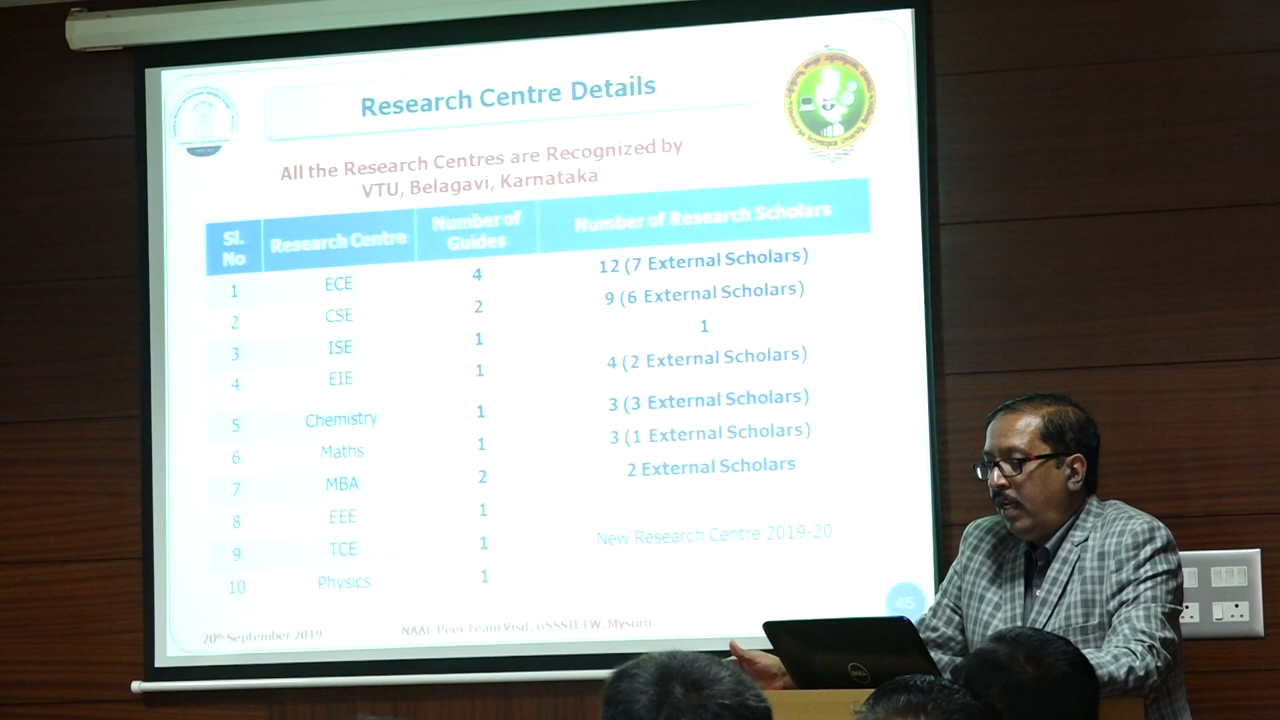 Research Centre Details
All the Research Centres are Recognized by
VTU, Belagavi, Karnataka
Sl. No Research Centre Number of Guides Number of Research Scholars
1 ECE 4 12 (7 External Scholars)
2 CSE 2 9 (6 External Scholars)
3 ISE 1 1
4 EIE 1 4 (2 External Scholars)
5 Chemistry 1 3 (3 External Scholars)
6 Maths 1 3 (1 External Scholars)
7 MBA 2 2 External Scholars
8 EEE 1
9 TCE 1 New Research Centre 2019-20
10 Physics 1
20th September 2019 NAAC Peer Team Visit, GSSSIETW, Mysuru 45
DELL